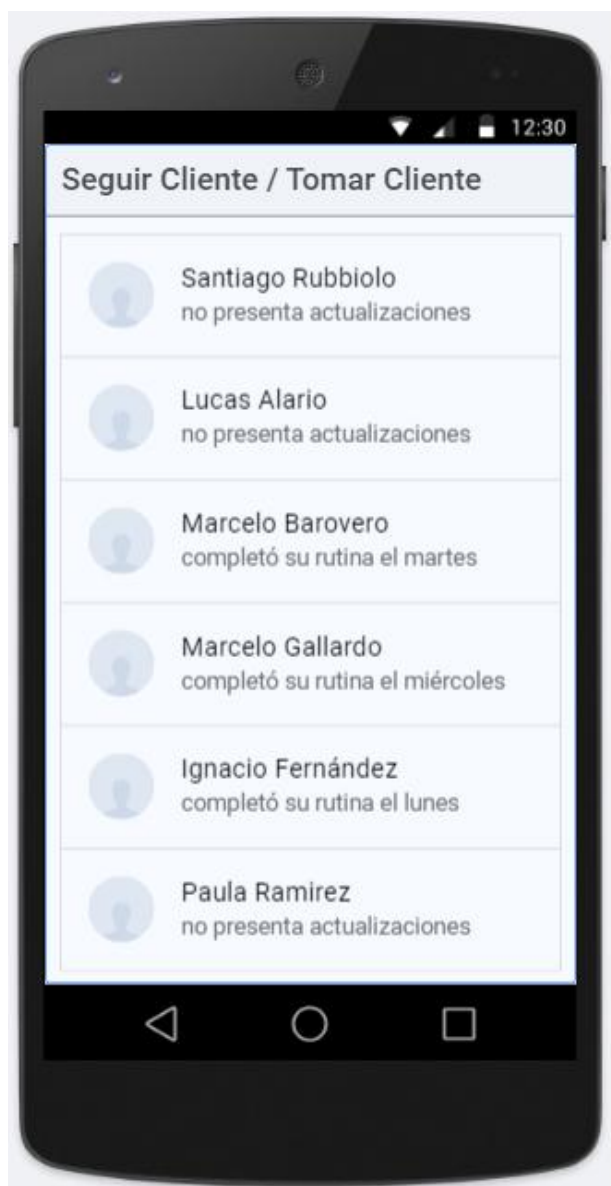 12:30
Seguir Cliente / Tomar Cliente
Santiago Rubbiolo
no presenta actualizaciones
Lucas Alario
no presenta actualizaciones
Marcelo Barovero
completó su rutina el martes
Marcelo Gallardo
completó su rutina el miércoles
Ignacio Fernández
completó su rutina el lunes
Paula Ramirez
no presenta actualizaciones